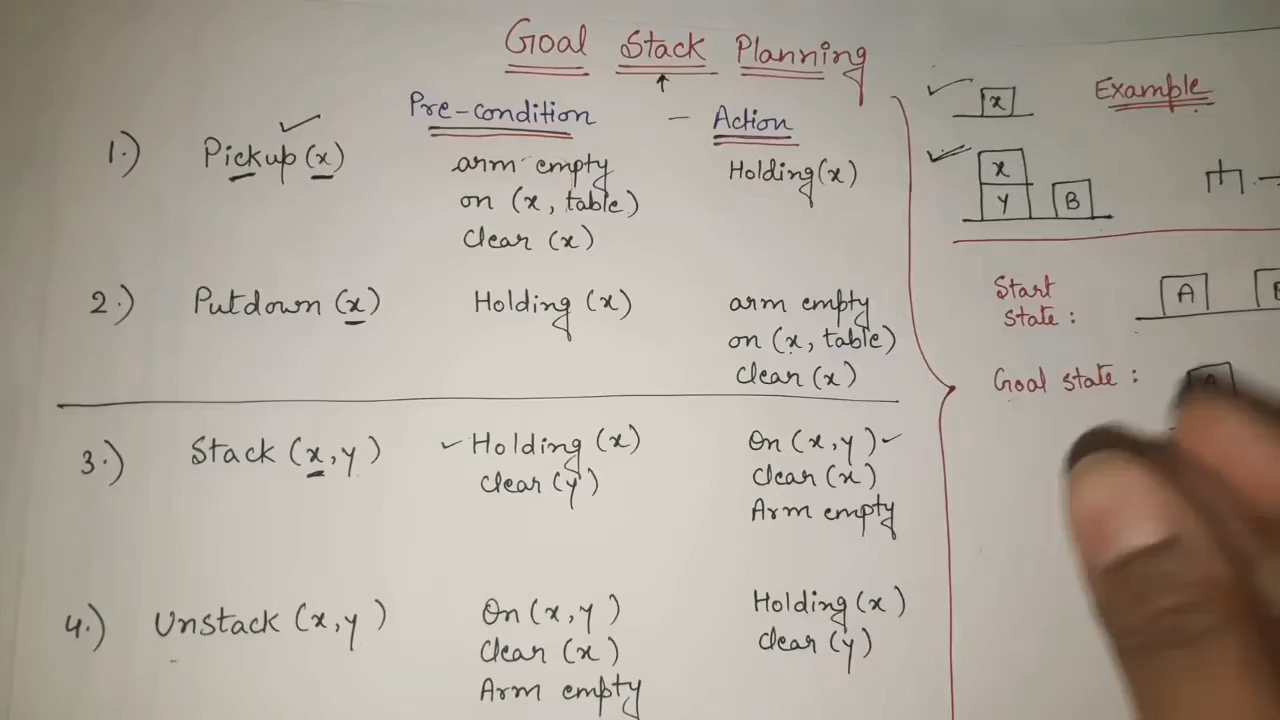 Goal Stack Planning
Pre-condition - Action
1.) Pickup (x) arm empty Holding (x)
on (x, table)
clear (x)
2.) Putdown (x) Holding (x) arm empty
on (x, table)
clear (x)
3.) Stack (x, y) Holding (x) On (x, y)
clear (y) clear (x)
Arm empty
4.) Unstack (x, y) On (x, y) Holding (x)
clear (x) clear (y)
Arm empty
Example
x
x
y B
Start A
state :
Goal state :